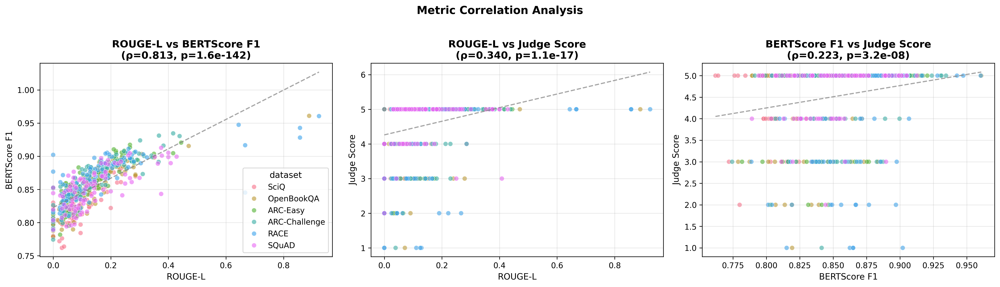 Metric Correlation Analysis
ROUGE-L vs BERTScore F1
(ρ=0.813, p=1.6e-142)
BERTScore F1
1.00
0.95
0.90
0.85
0.80
0.75
0.0 0.2 0.4 0.6 0.8
ROUGE-L
dataset
SciQ
OpenBookQA
ARC-Easy
ARC-Challenge
RACE
SQuAD
ROUGE-L vs Judge Score
(ρ=0.340, p=1.1e-17)
Judge Score
6
5
4
3
2
1
0.0 0.2 0.4 0.6 0.8
ROUGE-L
BERTScore F1 vs Judge Score
(ρ=0.223, p=3.2e-08)
Judge Score
5.0
4.5
4.0
3.5
3.0
2.5
2.0
1.5
1.0
0.775 0.800 0.825 0.850 0.875 0.900 0.925 0.950
BERTScore F1